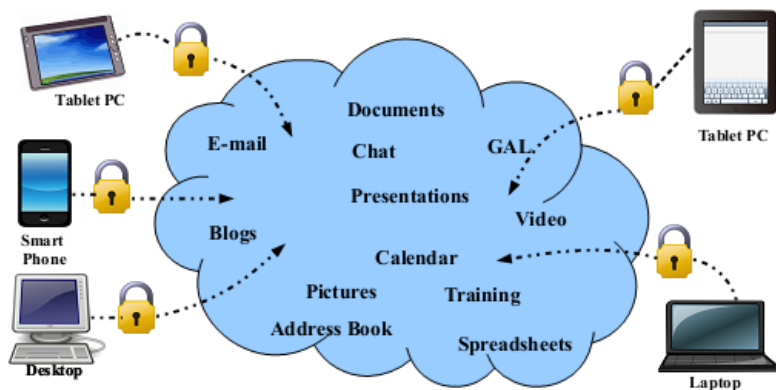 Tablet PC
Documents
E-mail
GAL
Chat
Tablet PC
Presentations
Smart
Phone
Blogs
Video
Calendar
Pictures
Training
Address Book
Spreadsheets
Desktop
Laptop